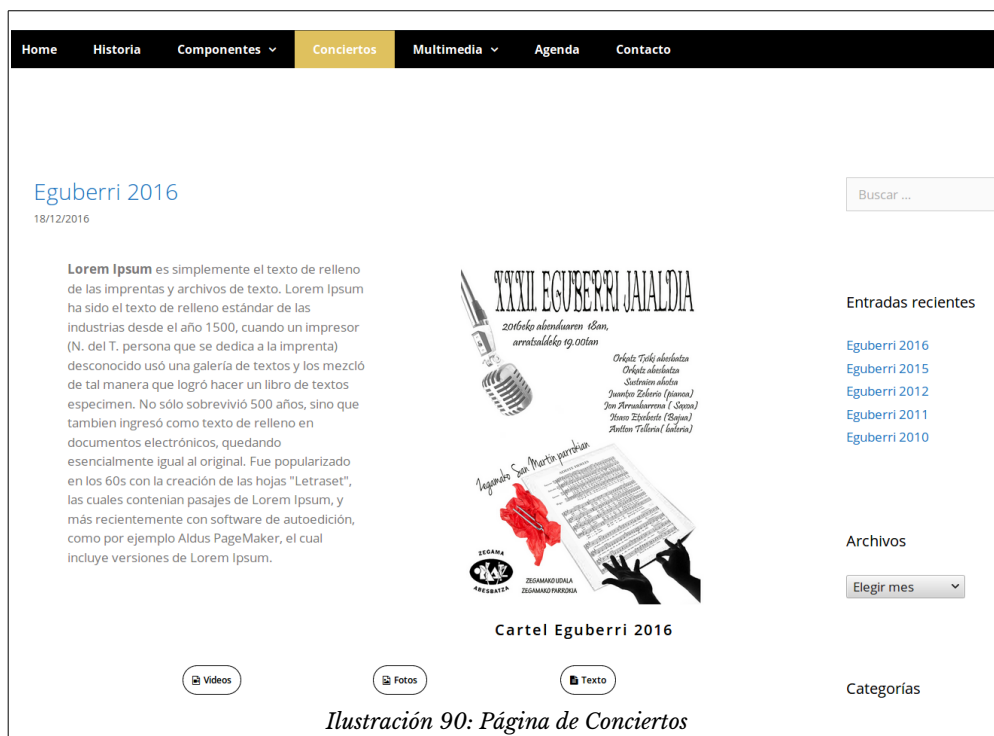 Home Historia Componentes Conciertos Multimedia Agenda Contacto
Eguberri 2016
18/12/2016
Lorem Ipsum es simplemente el texto de relleno
de las imprentas y archivos de texto. Lorem Ipsum
ha sido el texto de relleno estándar de las
industrias desde el año 1500, cuando un impresor
(N. del T. persona que se dedica a la imprenta)
desconocido usó una galería de textos y los mezcló
de tal manera que logró hacer un libro de textos
especimen. No sólo sobrevivió 500 años, sino que
tambien ingresó como texto de relleno en
documentos electrónicos, quedando
esencialmente igual al original. Fue popularizado
en los 60s con la creación de las hojas "Letraset",
las cuales contenian pasajes de Lorem Ipsum, y
más recientemente con software de autoedición,
como por ejemplo Aldus PageMaker, el cual
incluye versiones de Lorem Ipsum.
XXXII. EGUBERRI JAIALDIA
2016eko abenduaren 18an,
arratsaldeko 19.00tan
Orkatz Txiki abesbatza
Orkatz abesbatza
Sustraien ahotsa
Juantxo Zeberio (pianoa)
Jon Arruabarrena ( Saxoa)
Itsaso Etxebeste (Bajua)
Antton Telleria( bateria)
Zegamako San Martin parrokian
ZEGAMA
ORKATZ
ABESBATZA
ZEGAMAKO UDALA
ZEGAMAKO PARROKIA
Cartel Eguberri 2016
Videos
Fotos
Texto
Buscar ...
Entradas recientes
Eguberri 2016
Eguberri 2015
Eguberri 2012
Eguberri 2011
Eguberri 2010
Archivos
Elegir mes
Categorías
Ilustración 90: Página de Conciertos